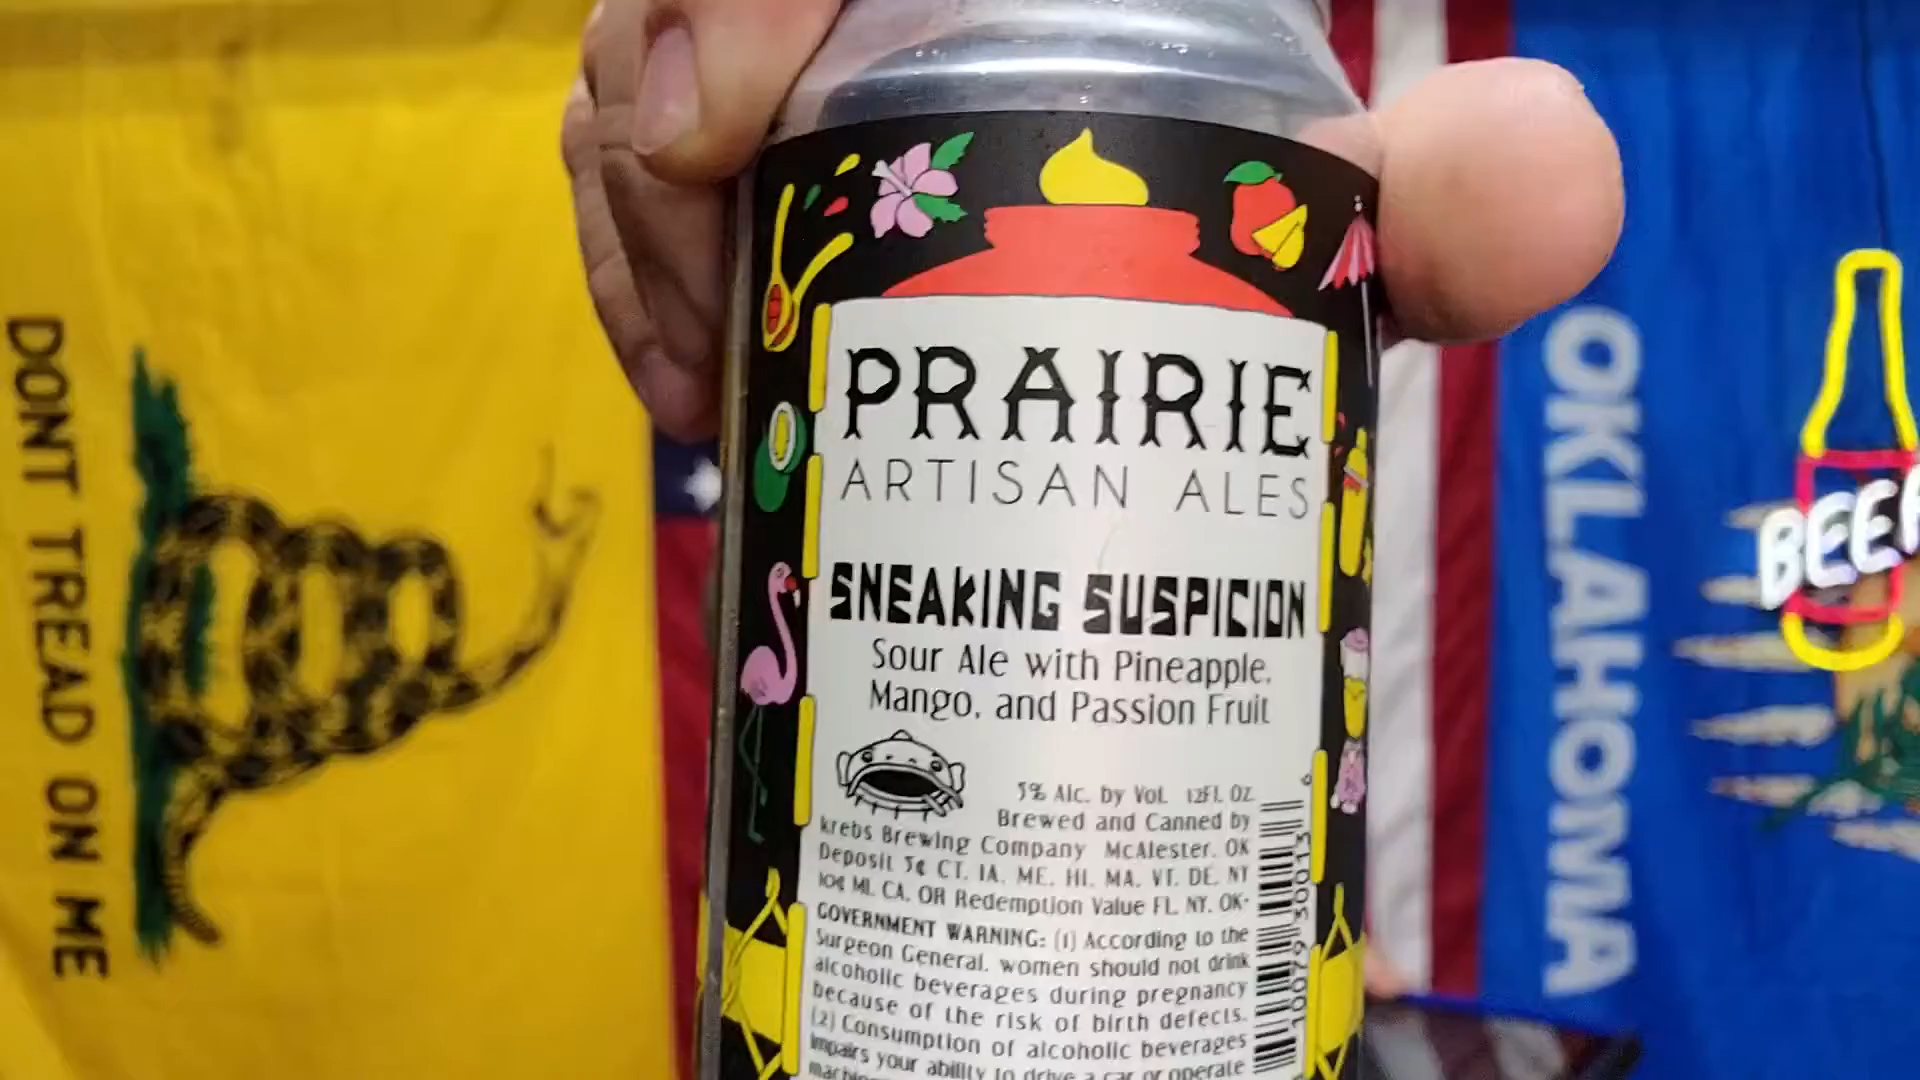 DONT TREAD ON ME
PRAIRIE
ARTISAN ALES
SNEAKING SUSPICION
Sour Ale with Pineapple,
Mango, and Passion Fruit
5% Alc. by Vol. 12FL OZ
Brewed and Canned by
Krebs Brewing Company McAlester, OK
Deposit 5¢ CT, IA, ME, HI, MA, VT, DE, NY
10¢ MI, CA, OR Redemption Value FL, NY, OK+
GOVERNMENT WARNING: (1) According to the
Surgeon General, women should not drink
alcoholic beverages during pregnancy
because of the risk of birth defects.
(2) Consumption of alcoholic beverages
impairs your ability to drive a car or operate
OKLAHOMA
BEER